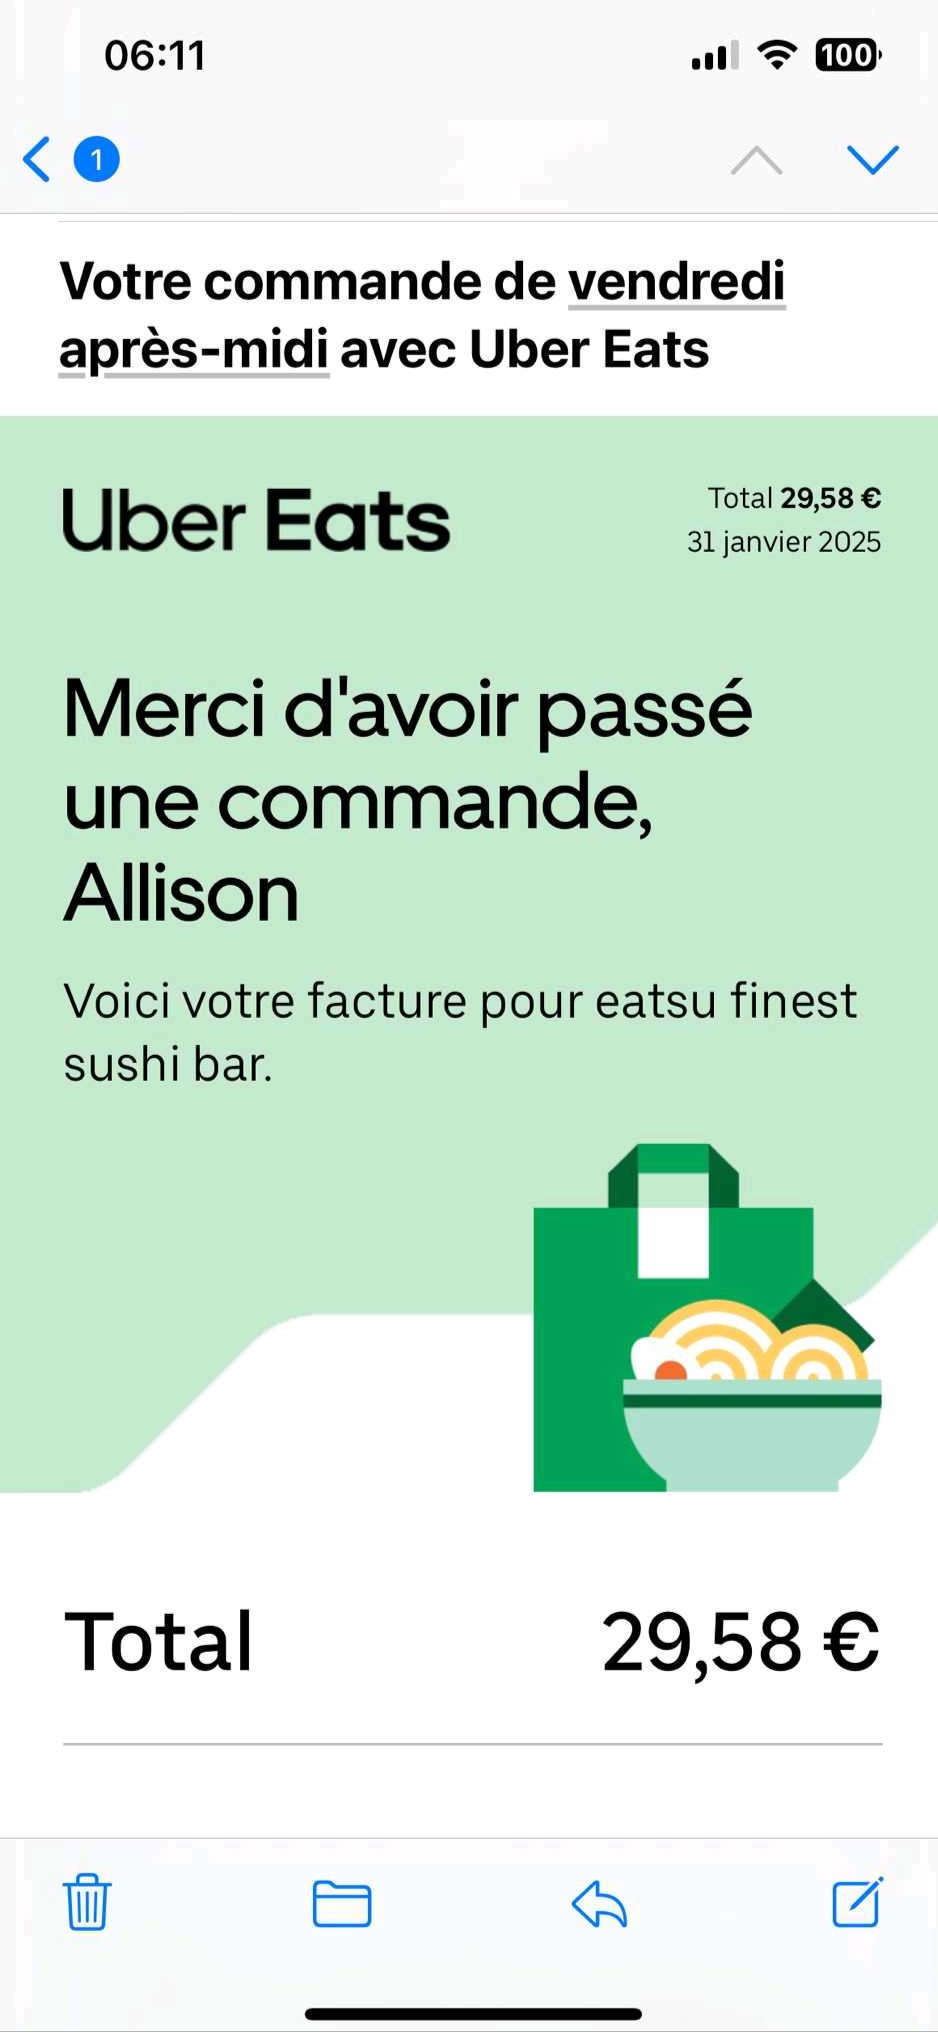 06:11
100
1
Votre commande de vendredi
après-midi avec Uber Eats
Uber Eats
Total 29,58 €
31 janvier 2025
Merci d'avoir passé
une commande,
Allison
Voici votre facture pour eatsu finest
sushi bar.
Total 29,58 €